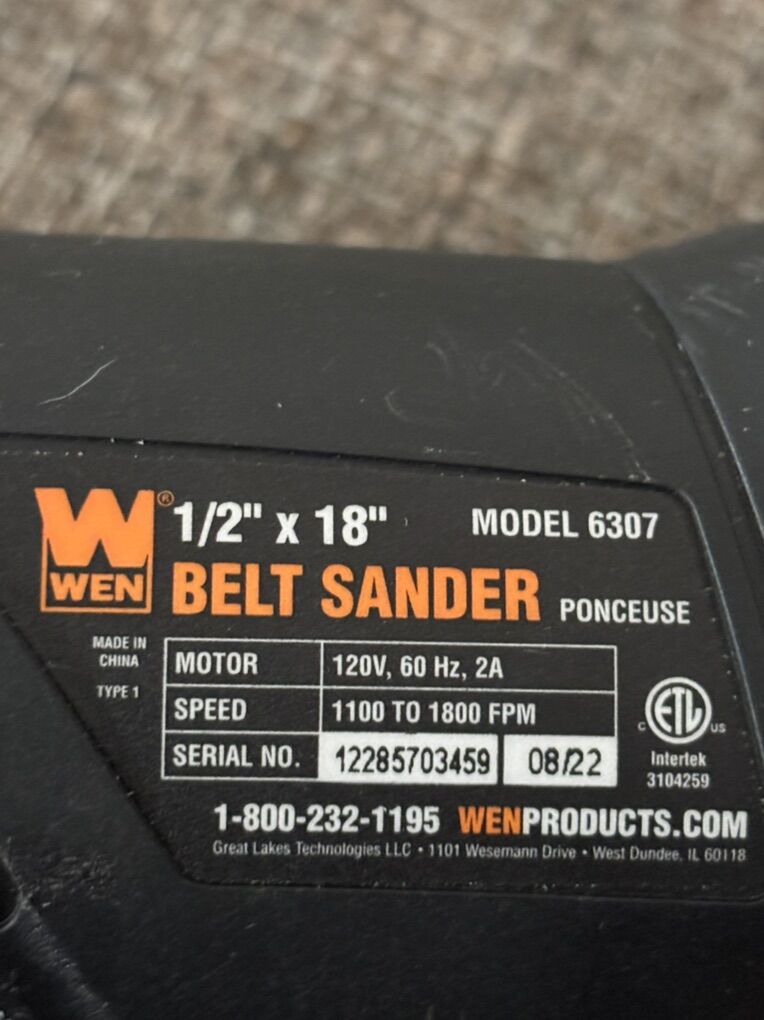 W®
WEN
1/2" x 18" MODEL 6307
BELT SANDER PONCEUSE
MADE IN
CHINA
TYPE 1
MOTOR 120V, 60 Hz, 2A
SPEED 1100 TO 1800 FPM
SERIAL NO. 12285703459 08/22
C ETL US
Intertek
3104259
1-800-232-1195 WENPRODUCTS.COM
Great Lakes Technologies LLC • 1101 Wesemann Drive • West Dundee, IL 60118